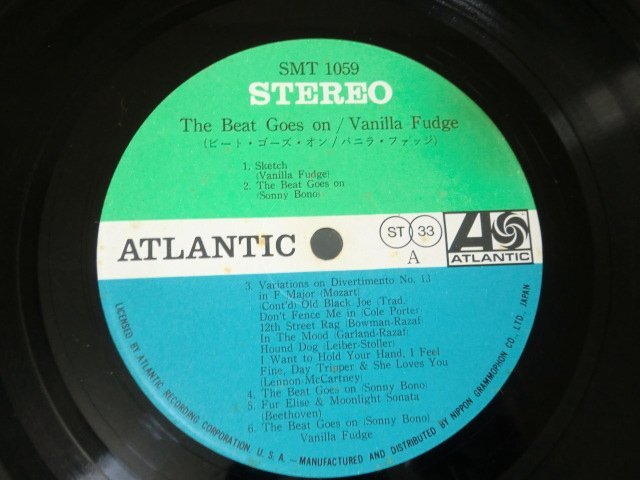 SMT 1059
STEREO
The Beat Goes on / Vanilla Fudge
(ビート・ゴーズ・オン / バニラ・ファッジ)
1. Sketch
(Vanilla Fudge)
2. The Beat Goes on
(Sonny Bono)
ATLANTIC
ST 33
A
ATLANTIC
3. Variations on Divertimento No. 13
in F Major (Mozart)
(Cont'd) Old Black Joe (Trad.
Don't Fence Me in (Cole Porter
12th Street Rag (Bowman-Razaf)
In The Mood (Garland-Razaf)
Hound Dog (Leiber-Stoller)
I Want to Hold Your Hand, I Feel
Fine, Day Tripper & She Loves You
(Lennon-McCartney)
4. The Beat Goes on (Sonny Bono)
5. Fur Elise & Moonlight Sonata
(Beethoven)
6. The Beat Goes on (Sonny Bono)
Vanilla Fudge
LICENSED BY ATLANTIC RECORDING CORPORATION, U.S.A. —MANUFACTURED AND DISTRIBUTED BY NIPPON GRAMMOPHON CO., LTD, JAPAN